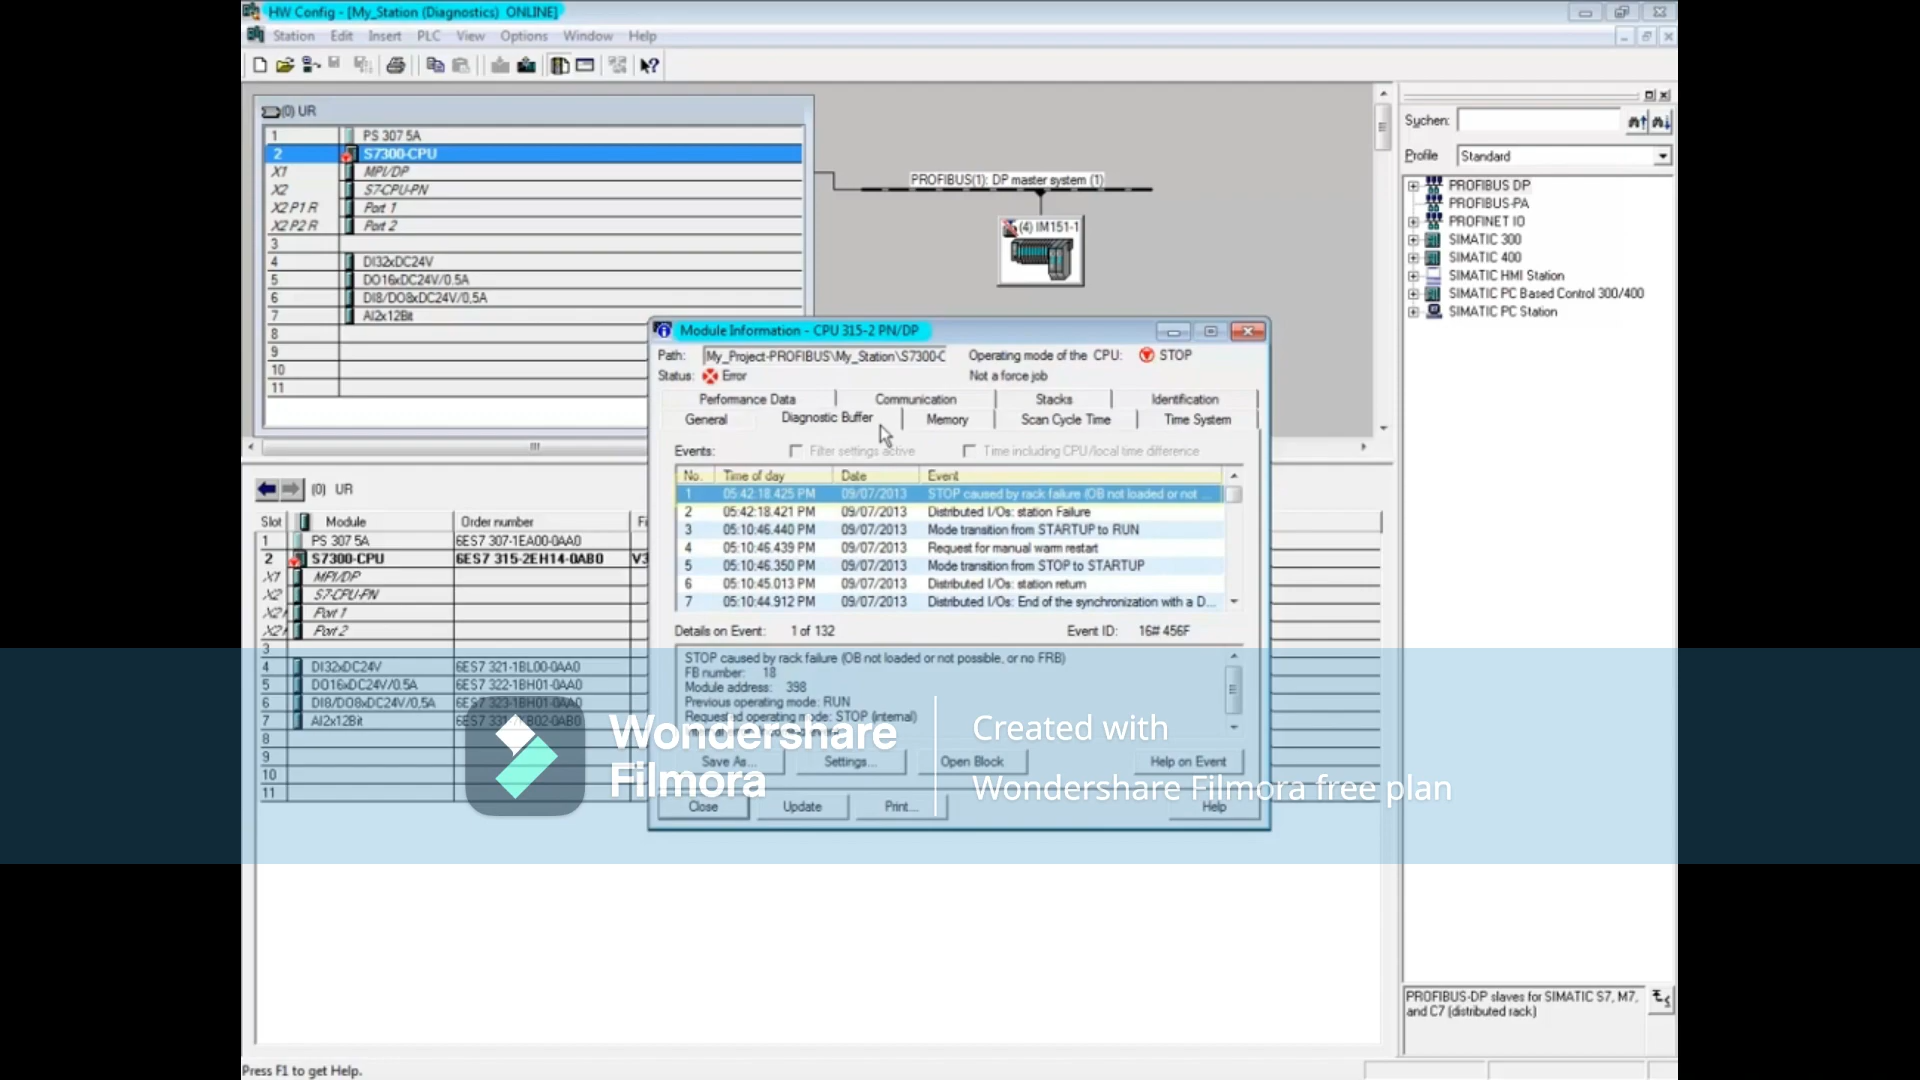 HW Config - [My_Station (Diagnostics) ONLINE]
Station Edit Insert PLC View Options Window Help
(0) UR
1 PS 307 5A
2 S7300-CPU
X1 MPI/DP
X2 S7-CPU-PN
X2 P1 R Port 1
X2 P2 R Port 2
3
4 DI32xDC24V
5 DO16xDC24V/0.5A
6 DI8/DO8xDC24V/0,5A
7 AI2x12Bit
8
9
10
11
PROFIBUS(1): DP master system (1)
(4) IM151-1
Suchen:
Profile Standard
PROFIBUS DP
PROFIBUS-PA
PROFINET IO
SIMATIC 300
SIMATIC 400
SIMATIC HMI Station
SIMATIC PC Based Control 300/400
SIMATIC PC Station
Module Information - CPU 315-2 PN/DP
Path: My_Project-PROFIBUS\My_Station\S7300-C Operating mode of the CPU: STOP
Status: Error Not a force job
Performance Data Communication Stacks Identification
General Diagnostic Buffer Memory Scan Cycle Time Time System
Events: Filter settings active Time including CPU/local time difference
No. Time of day Date Event
1 05:42:18.425 PM 09/07/2013 STOP caused by rack failure (OB not loaded or not ...
2 05:42:18.421 PM 09/07/2013 Distributed I/Os: station Failure
3 05:10:46.440 PM 09/07/2013 Mode transition from STARTUP to RUN
4 05:10:46.439 PM 09/07/2013 Request for manual warm restart
5 05:10:46.350 PM 09/07/2013 Mode transition from STOP to STARTUP
6 05:10:45.013 PM 09/07/2013 Distributed I/Os: station return
7 05:10:44.912 PM 09/07/2013 Distributed I/Os: End of the synchronization with a D...
Details on Event: 1 of 132 Event ID: 16# 456F
STOP caused by rack failure (OB not loaded or not possible, or no FRB)
FB number: 18
Module address: 398
Previous operating mode: RUN
Requested operating mode: STOP (internal)
Save As... Settings... Open Block Help on Event
Close Update Print... Help
(0) UR
Slot Module Order number Fi
1 PS 307 5A 6ES7 307-1EA00-0AA0
2 S7300-CPU 6ES7 315-2EH14-0AB0 V3
X1 MPI/DP
X2 S7-CPU-PN
X2 Port 1
X2 Port 2
3
4 DI32xDC24V 6ES7 321-1BL00-0AA0
5 DO16xDC24V/0.5A 6ES7 322-1BH01-0AA0
6 DI8/DO8xDC24V/0,5A 6ES7 323-1BH01-0AA0
7 AI2x12Bit
8
9
10
11
Wondershare
Filmora
Created with
Wondershare Filmora free plan
PROFIBUS-DP slaves for SIMATIC S7, M7,
and C7 (distributed rack)
Press F1 to get Help.